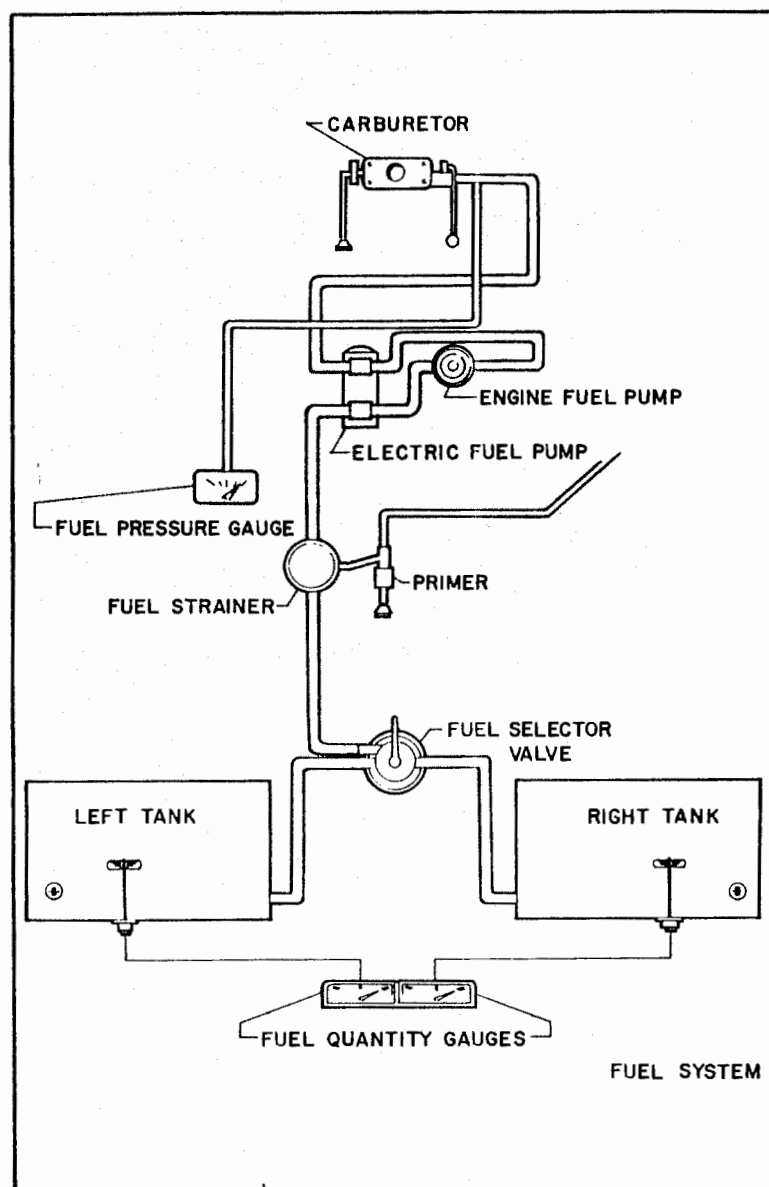 CARBURETOR
ENGINE FUEL PUMP
ELECTRIC FUEL PUMP
FUEL PRESSURE GAUGE
PRIMER
FUEL STRAINER
FUEL SELECTOR
VALVE
LEFT TANK
RIGHT TANK
FUEL QUANTITY GAUGES
FUEL SYSTEM